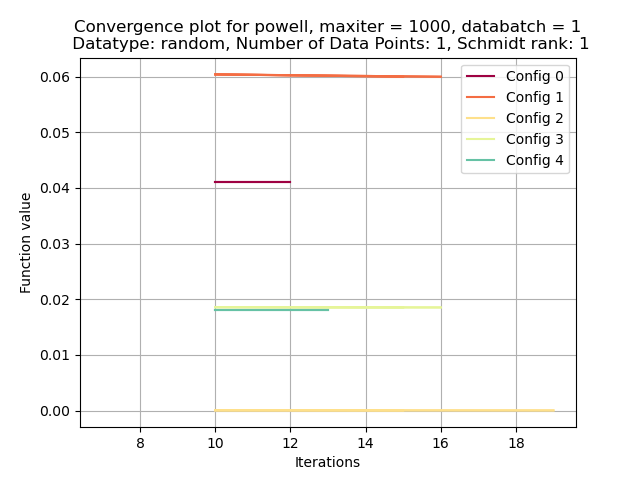 Convergence plot for powell, maxiter = 1000, databatch = 1
Datatype: random, Number of Data Points: 1, Schmidt rank: 1
Function value
0.06
0.05
0.04
0.03
0.02
0.01
0.00
Config 0
Config 1
Config 2
Config 3
Config 4
8 10 12 14 16 18
Iterations